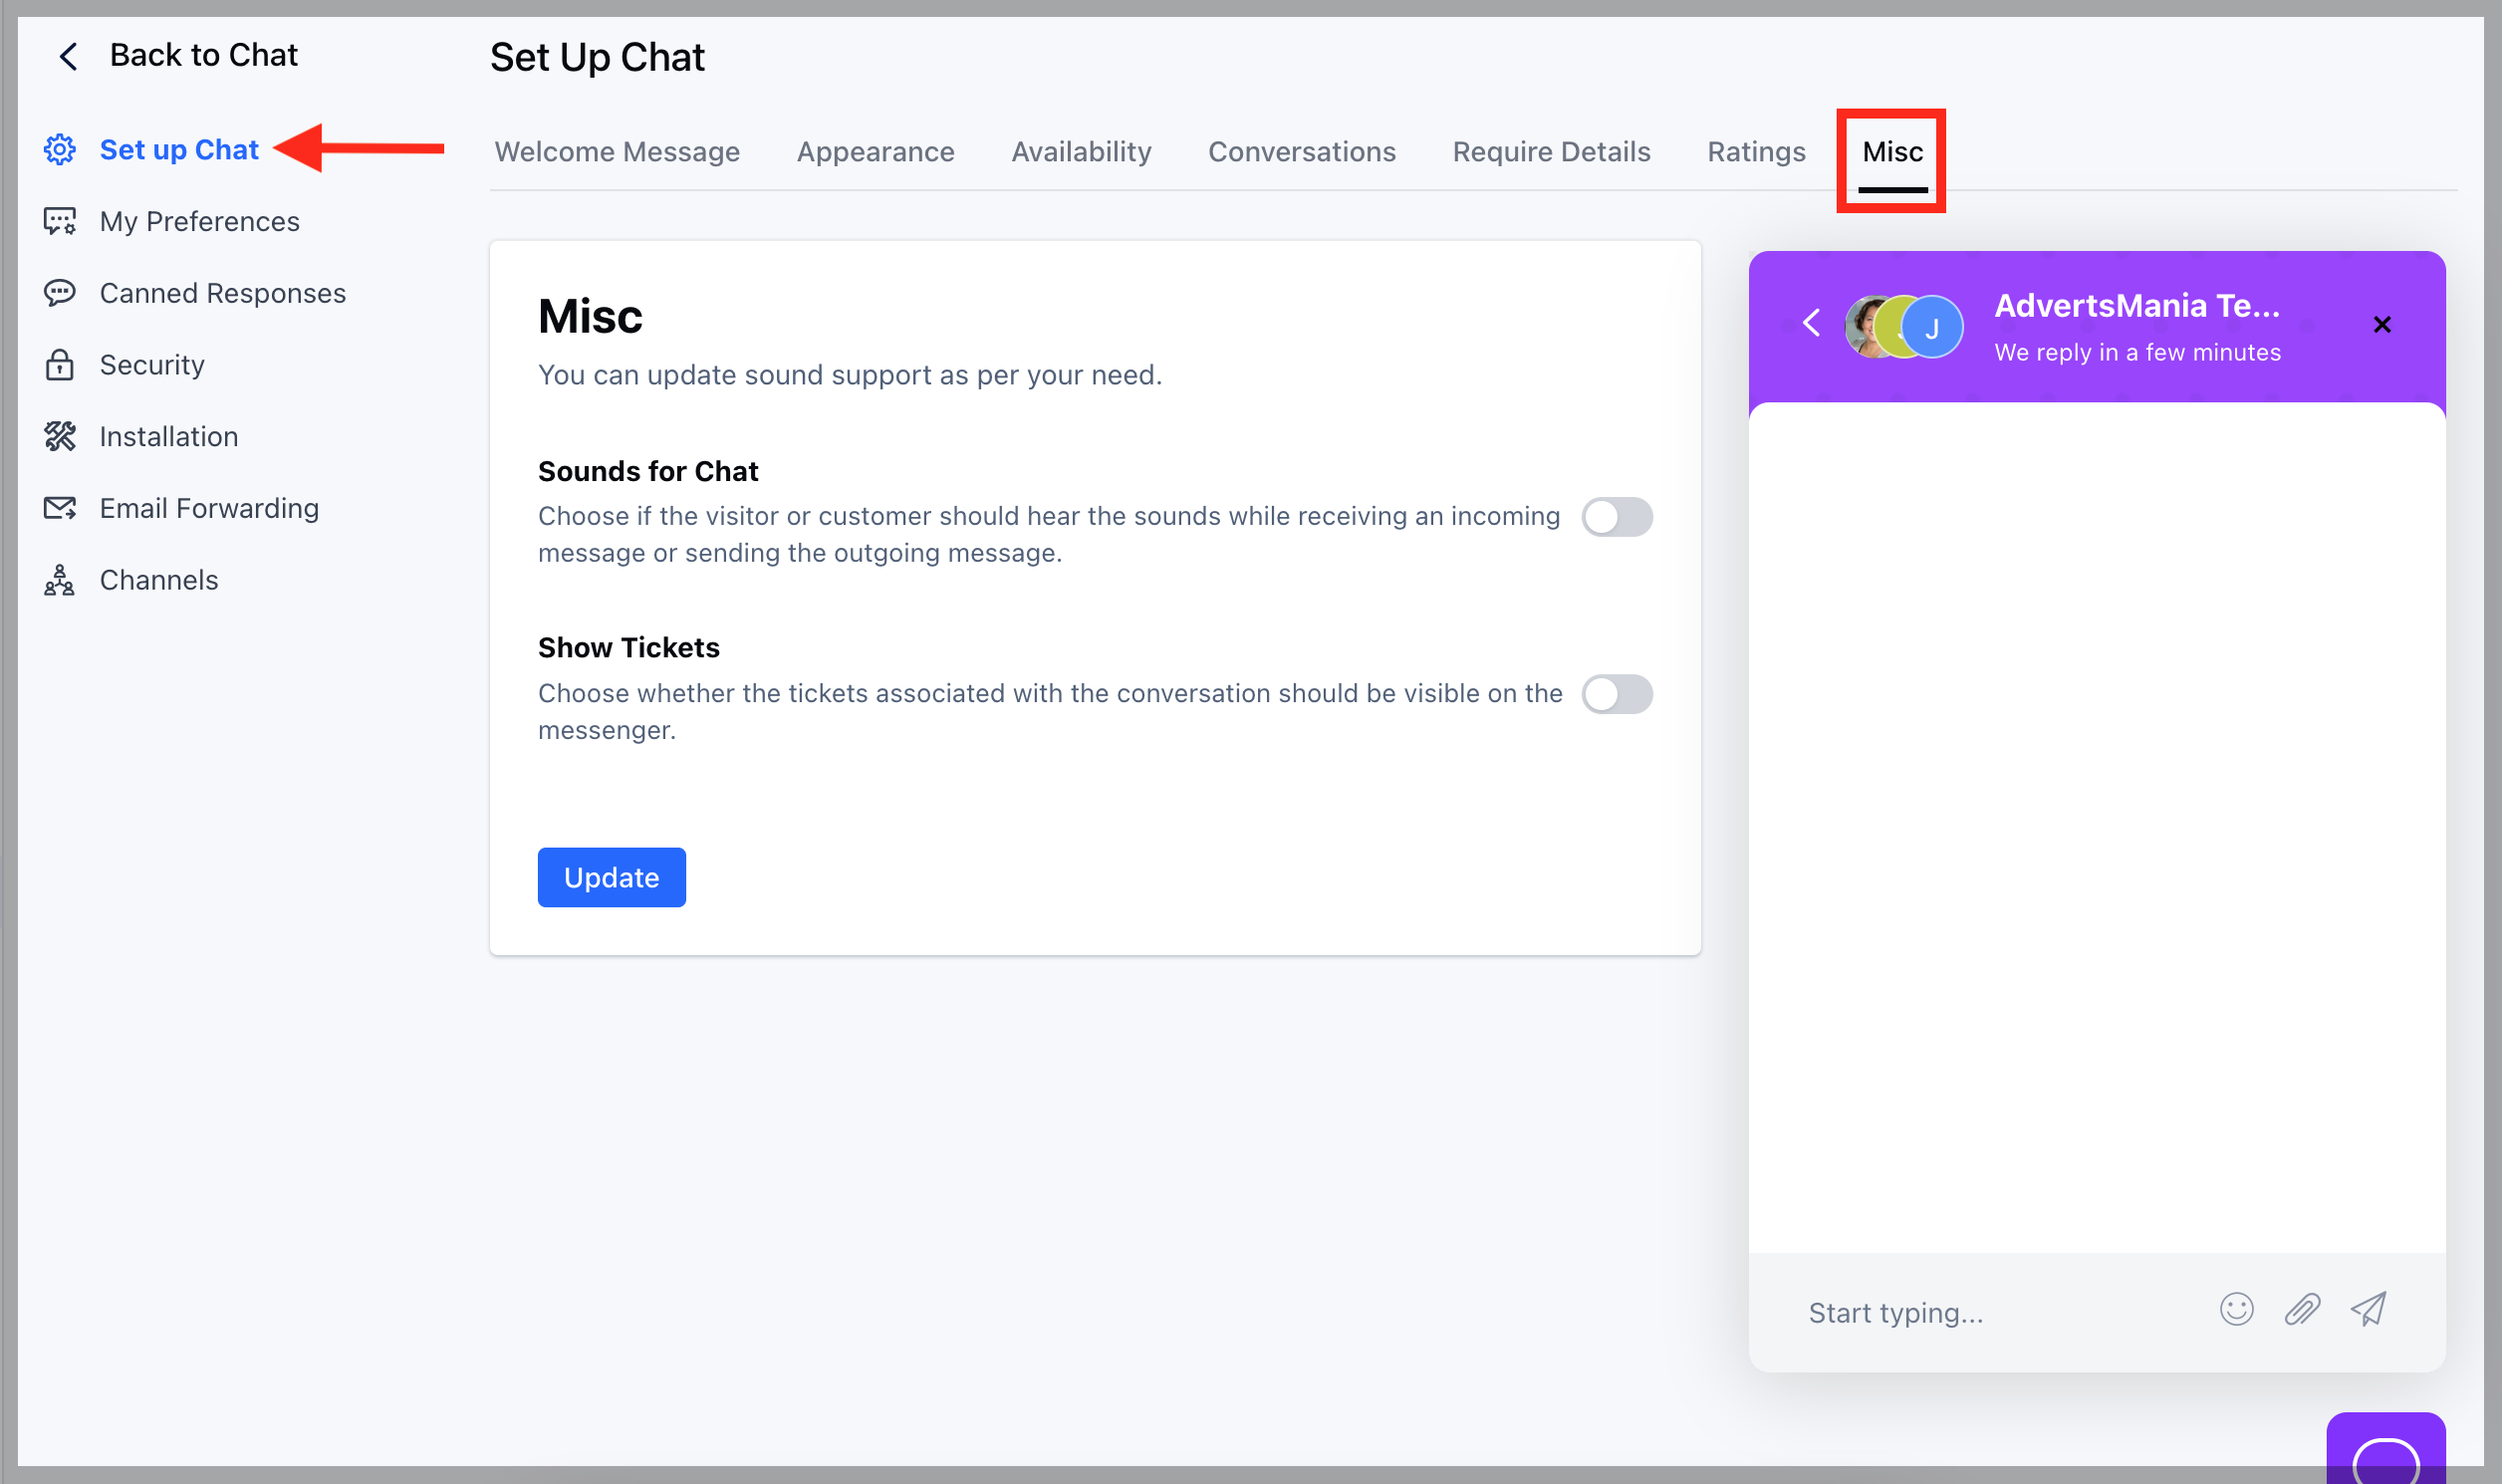 Back to Chat
Set up Chat
My Preferences
Canned Responses
Security
Installation
Email Forwarding
Channels
Set Up Chat
Welcome Message
Appearance
Availability
Conversations
Require Details
Ratings
Misc
Misc
You can update sound support as per your need.
Sounds for Chat
Choose if the visitor or customer should hear the sounds while receiving an incoming
message or sending the outgoing message.
Show Tickets
Choose whether the tickets associated with the conversation should be visible on the
messenger.
Update
J
AdvertsMania Te...
We reply in a few minutes
Start typing...